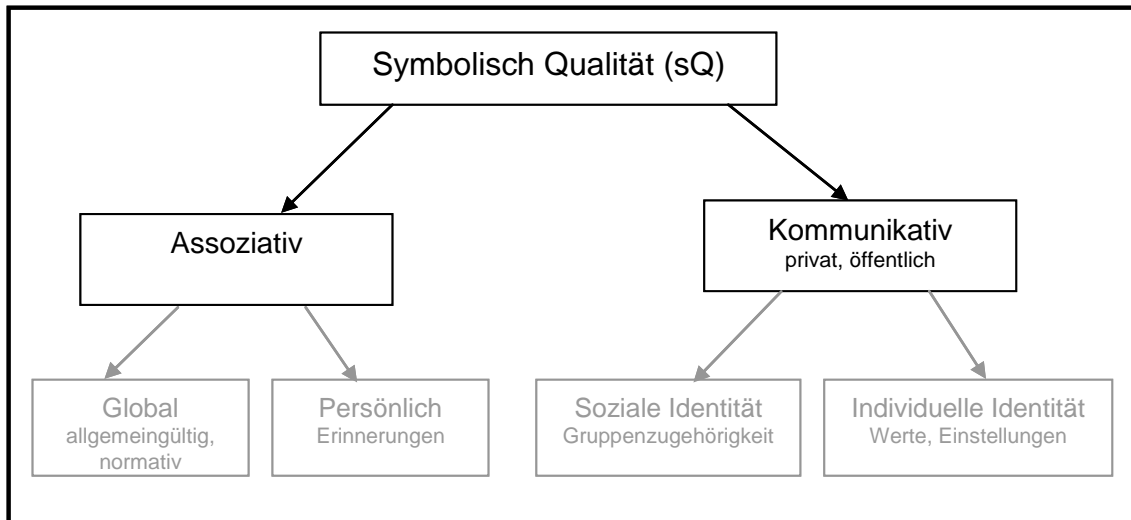 Symbolisch Qualität (sQ)
Assoziativ
Kommunikativ
privat, öffentlich
Global
allgemeingültig,
normativ
Persönlich
Erinnerungen
Soziale Identität
Gruppenzugehörigkeit
Individuelle Identität
Werte, Einstellungen